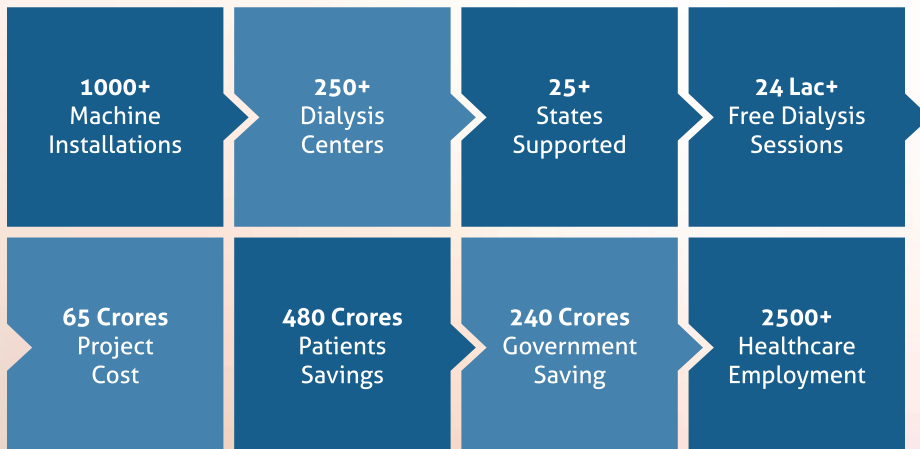 1000+
Machine
Installations
250+
Dialysis
Centers
25+
States
Supported
24 Lac+
Free Dialysis
Sessions
65 Crores
Project
Cost
480 Crores
Patients
Savings
240 Crores
Government
Saving
2500+
Healthcare
Employment